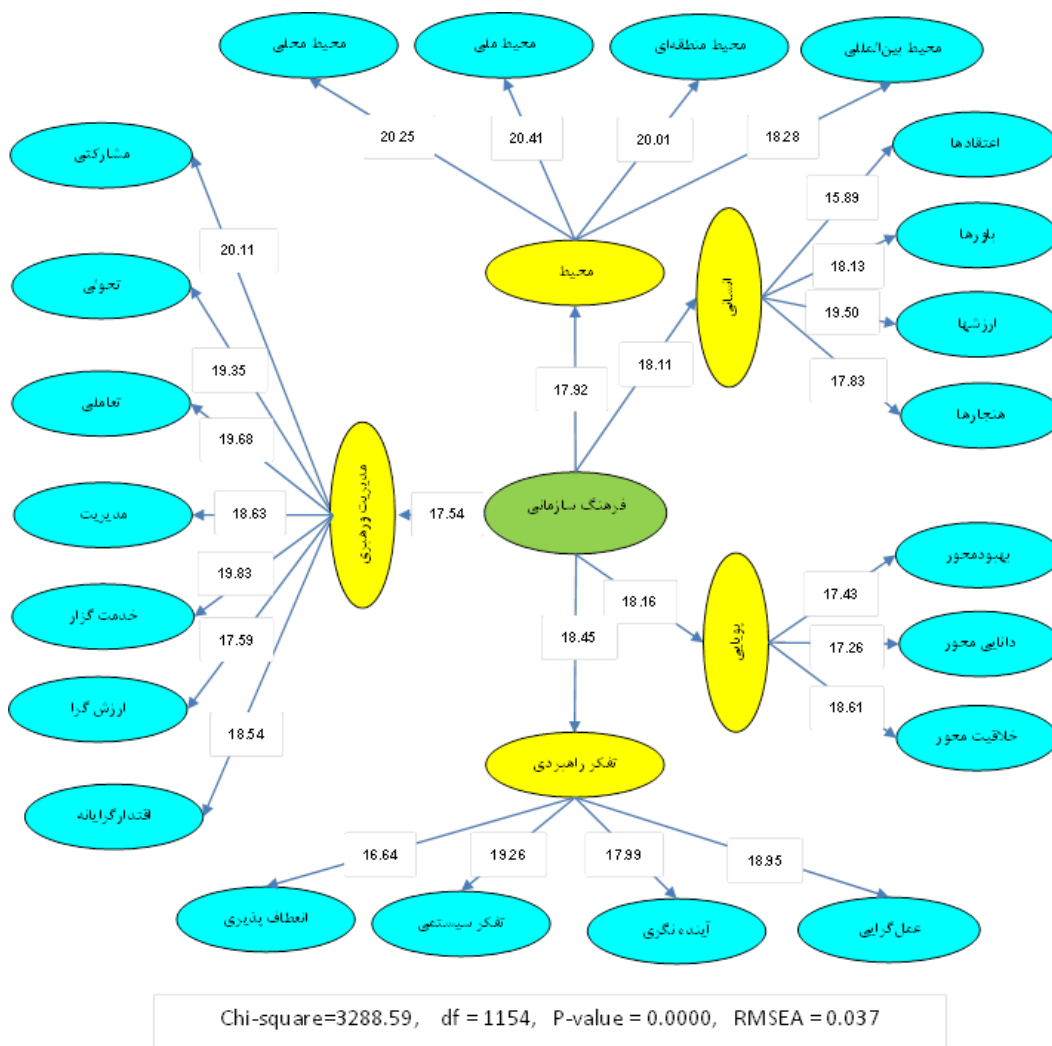 محیط بین‌المللی
محیط منطقه‌ای
محیط ملی
محیط محلی
20.25
20.41
20.01
18.28
اعتقادها
باورها
ارزشها
هنجارها
15.89
18.13
19.50
17.83
انسانی
محیط
17.92
18.11
مشارکتی
تحولی
تعاملی
مدیریت
خدمت گزار
ارزش گرا
اقتدارگرایانه
20.11
19.35
19.68
18.63
19.83
17.59
18.54
مدیریت ورهبری
17.54
فرهنگ سازمانی
18.45
18.16
پویایی
17.43
17.26
18.61
بهبودمحور
دانایی محور
خلاقیت محور
تفکر راهبردی
16.64
19.26
17.99
18.95
عمل‌گرایی
آینده نگری
تفکر سیستمی
انعطاف پذیری
Chi-square=3288.59, df = 1154, P-value = 0.0000, RMSEA = 0.037